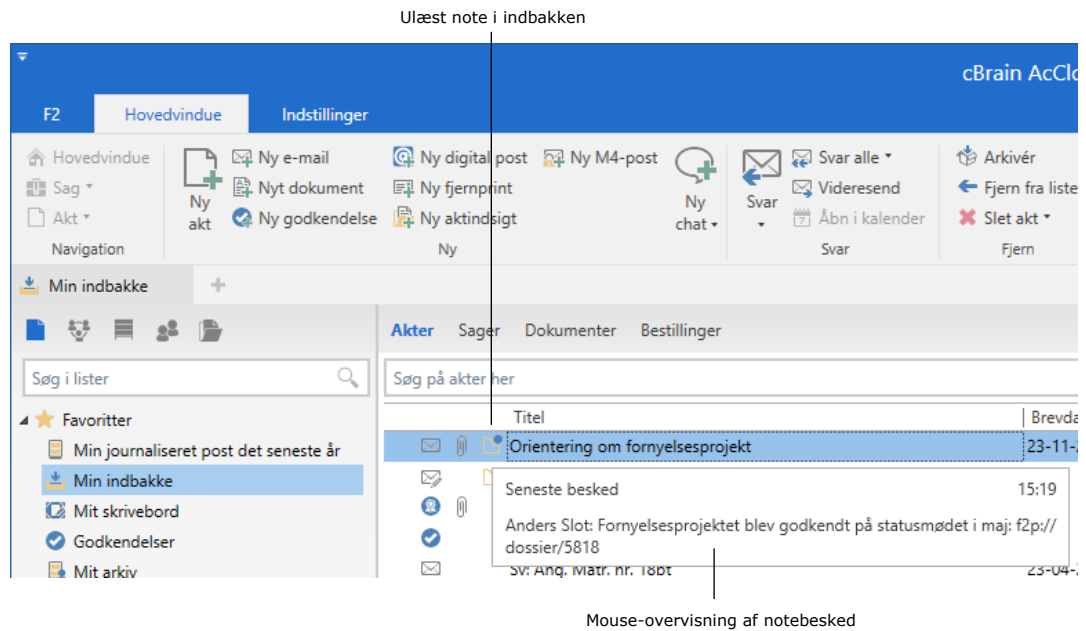 Ulæst note i indbakken
cBrain AcClo
F2 Hovedvindue Indstillinger
Hovedvindue
Sag
Akt
Navigation
Ny akt
Ny e-mail
Nyt dokument
Ny godkendelse
Ny digital post
Ny M4-post
Ny fjernprint
Ny aktindsigt
Ny
Ny chat
Svar
Svar alle
Videresend
Åbn i kalender
Svar
Arkivér
Fjern fra liste
Slet akt
Fjern
Min indbakke +
Akter Sager Dokumenter Bestillinger
Søg i lister
Søg på akter her
Favoritter
Min journaliseret post det seneste år
Min indbakke
Mit skrivebord
Godkendelser
Mit arkiv
Titel Brevda
Orientering om fornyelsesprojekt 23-11-
Seneste besked 15:19
Anders Slot: Fornyelsesprojektet blev godkendt på statusmødet i maj: f2p://
dossier/5818
Sv: Ang. Matr. nr. 18bt 23-04-
Mouse-overvisning af notebesked